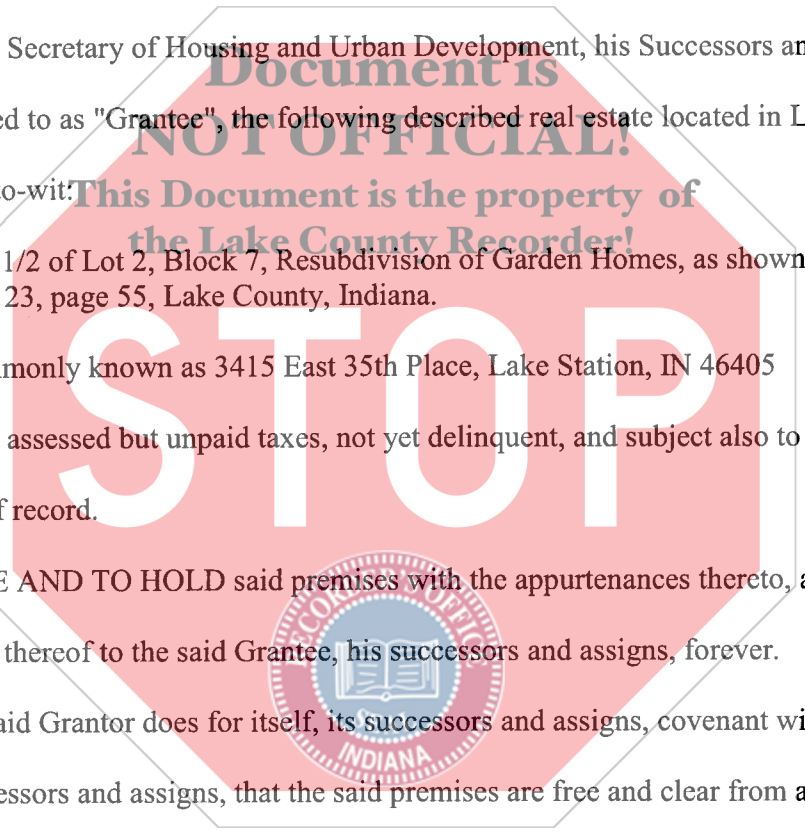 Secretary of Housing and Urban Development, his Successors an
Document is
ed to as "Grantee", the following described real estate located in L
NOT OFFICIAL!
o-wit:
This Document is the property of
the Lake County Recorder!
1/2 of Lot 2, Block 7, Resubdivision of Garden Homes, as shown
23, page 55, Lake County, Indiana.
STOP
monly known as 3415 East 35th Place, Lake Station, IN 46405
assessed but unpaid taxes, not yet delinquent, and subject also to
f record.
E AND TO HOLD said premises with the appurtenances thereto, a
thereof to the said Grantee, his successors and assigns, forever.
aid Grantor does for itself, its successors and assigns, covenant wi
essors and assigns, that the said premises are free and clear from a
RECORDER'S OFFICE
INDIANA